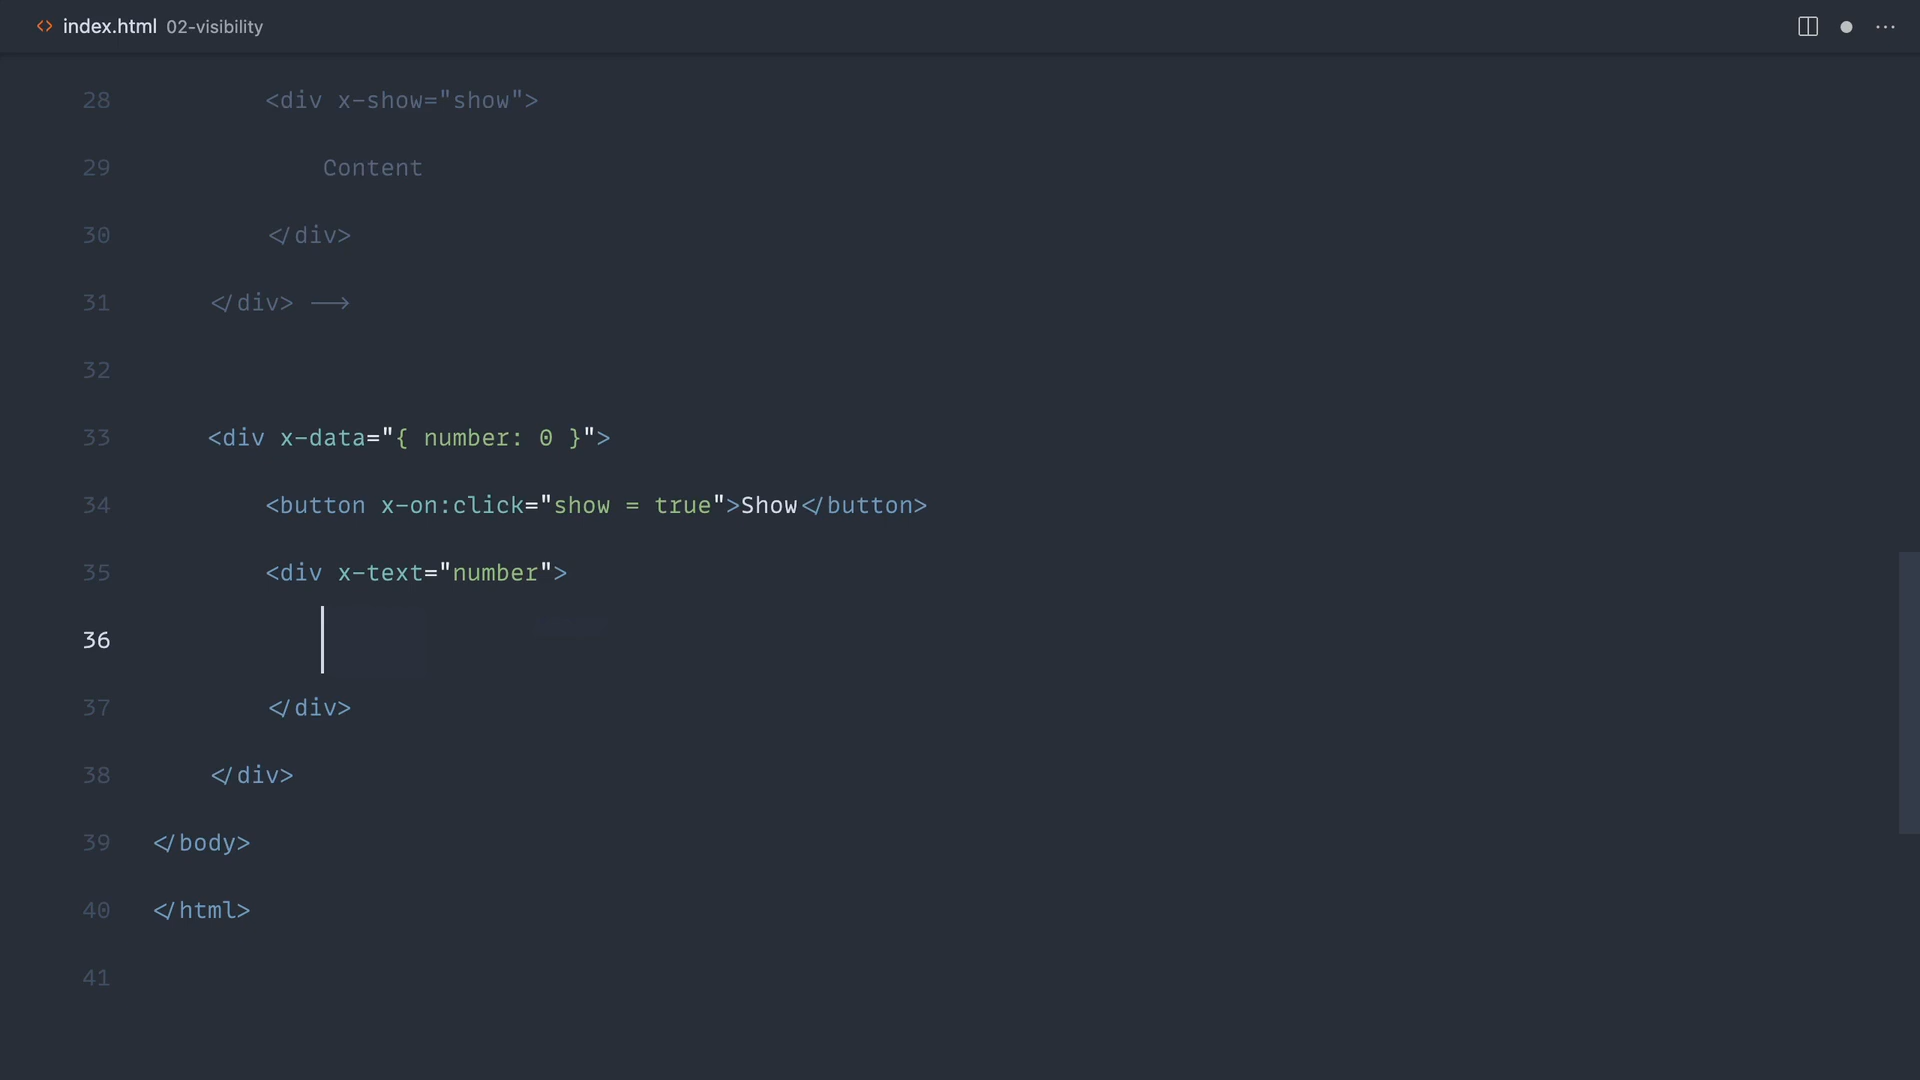 index.html 02-visibility
28 <div x-show="show">
29 Content
30 </div>
31 </div> -->
32
33 <div x-data="{ number: 0 }">
34 <button x-on:click="show = true">Show</button>
35 <div x-text="number">
36
37 </div>
38 </div>
39 </body>
40 </html>
41